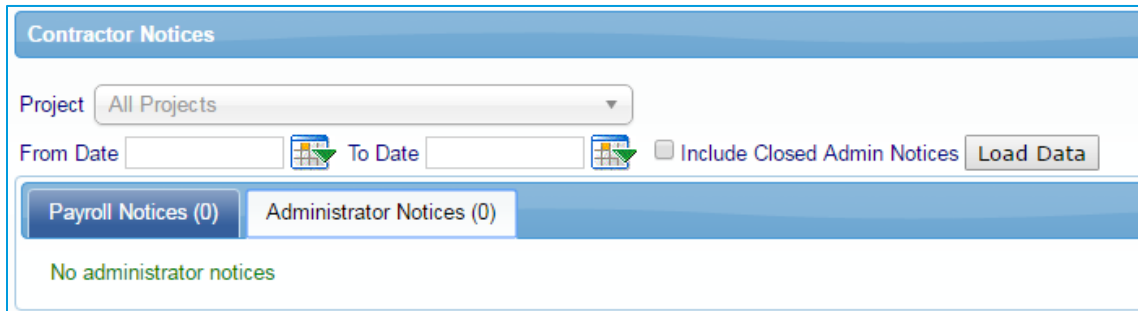 Contractor Notices
Project All Projects
From Date To Date Include Closed Admin Notices Load Data
Payroll Notices (0) Administrator Notices (0)
No administrator notices